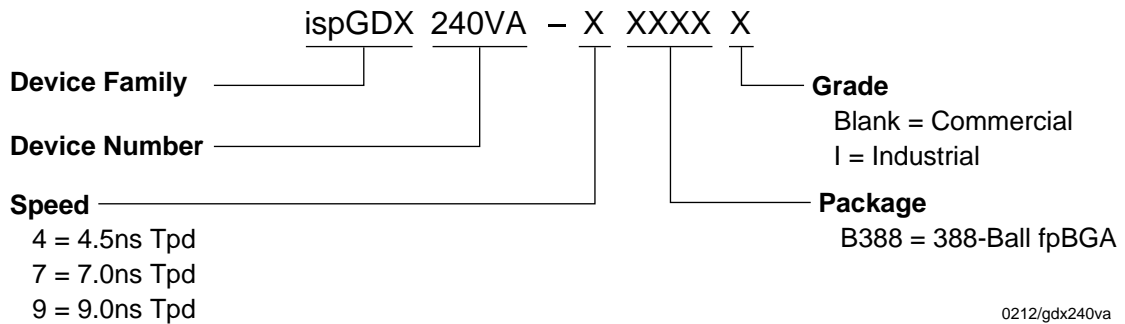 ispGDX 240VA – X XXXX X
Device Family
Device Number
Speed
4 = 4.5ns Tpd
7 = 7.0ns Tpd
9 = 9.0ns Tpd
Grade
Blank = Commercial
I = Industrial
Package
B388 = 388-Ball fpBGA
0212/gdx240va